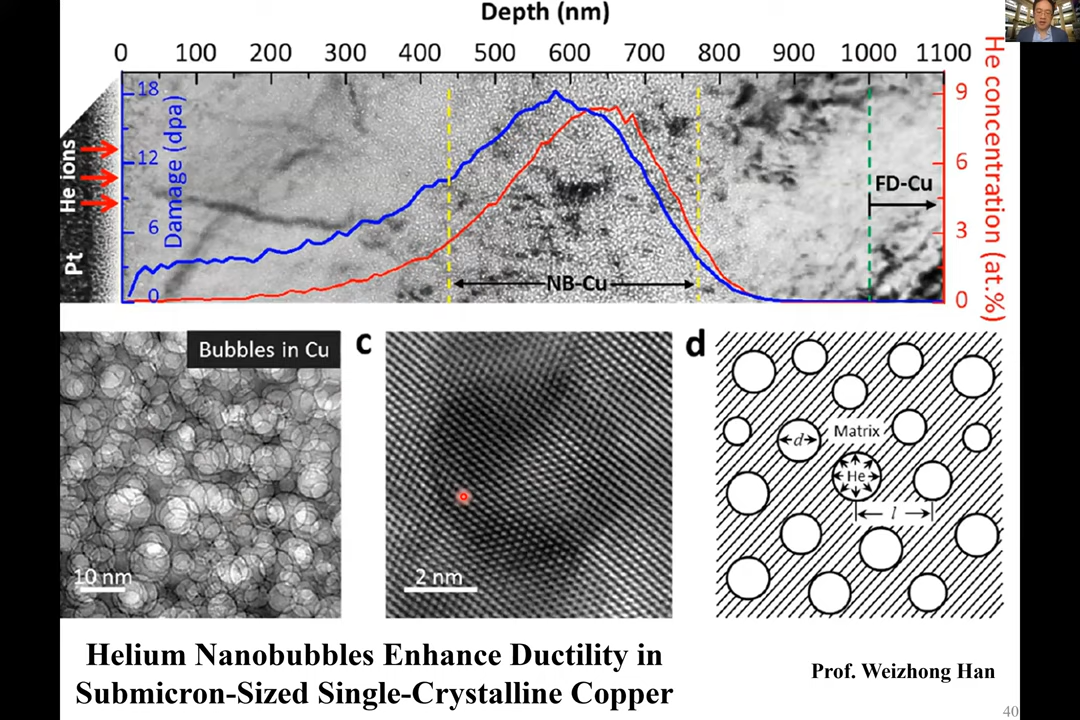 Depth (nm)
0 100 200 300 400 500 600 700 800 900 1000 1100
Pt He ions
Damage (dpa)
18
12
6
0
NB-Cu
FD-Cu
9
6
3
0
He concentration (at.%)
Bubbles in Cu
10 nm
c
2 nm
d
d
Matrix
He
l
Helium Nanobubbles Enhance Ductility in
Submicron-Sized Single-Crystalline Copper
Prof. Weizhong Han
40